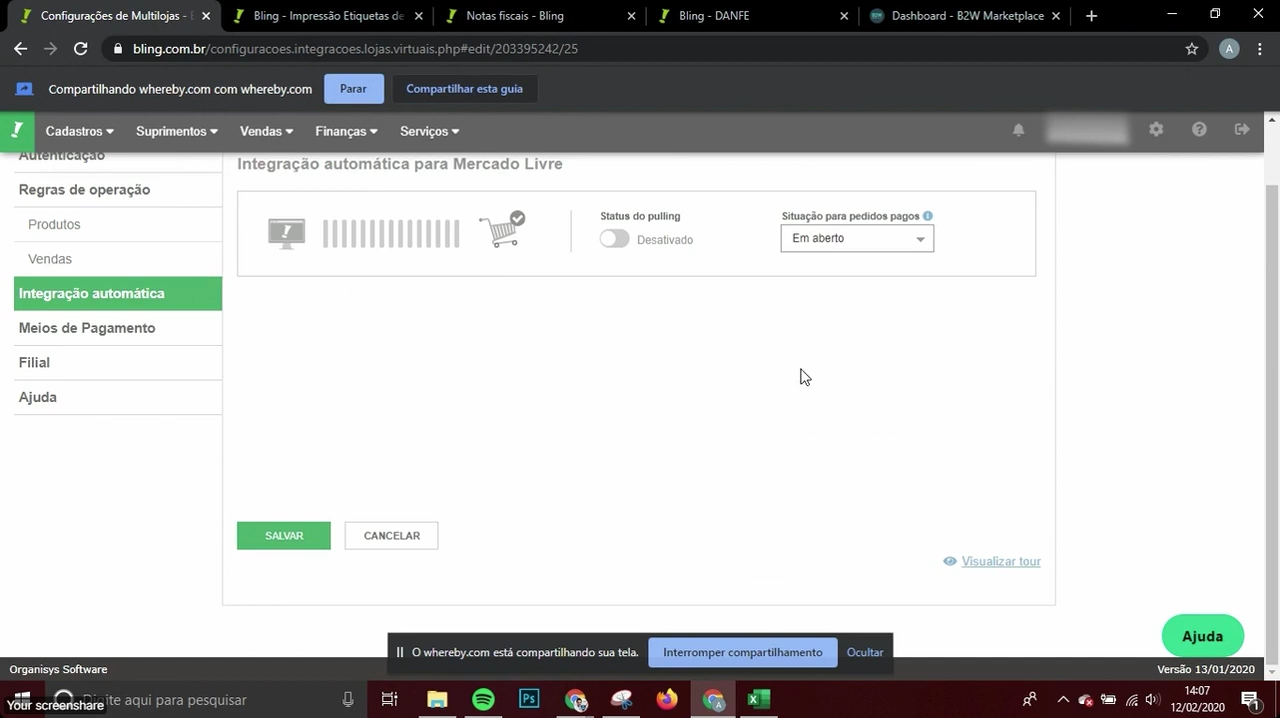 Configurações de Multilojas - E
Bling - Impressão Etiquetas de
Notas fiscais - Bling
Bling - DANFE
Dashboard - B2W Marketplace
bling.com.br/configuracoes.integracoes.lojas.virtuais.php#edit/203395242/25
A
Compartilhando whereby.com com whereby.com
Parar
Compartilhar esta guia
Cadastros
Suprimentos
Vendas
Finanças
Serviços
Autenticação
Regras de operação
Produtos
Vendas
Integração automática
Meios de Pagamento
Filial
Ajuda
Integração automática para Mercado Livre
Status do pulling
Desativado
Situação para pedidos pagos
Em aberto
SALVAR
CANCELAR
Visualizar tour
Ajuda
O whereby.com está compartilhando sua tela.
Interromper compartilhamento
Ocultar
Organisys Software
Versão 13/01/2020
Your screenshare
Digite aqui para pesquisar
Ps
14:07
12/02/2020
1